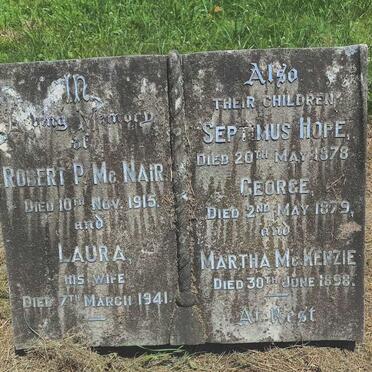 In
Loving Memory
of
ROBERT P. MC NAIR
DIED 10TH NOV. 1915.
and
LAURA,
HIS WIFE
DIED 7TH MARCH 1941.
Also
THEIR CHILDREN
SEPTIMUS HOPE,
DIED 20TH MAY 1878
GEORGE,
DIED 2ND MAY 1879,
and
MARTHA MCKENZIE
DIED 30TH JUNE 1898.
At Rest